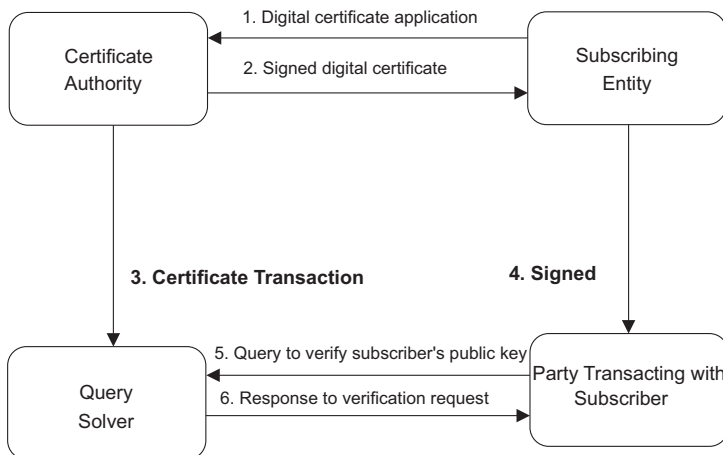 1. Digital certificate application
Certificate
Authority
Subscribing
Entity
2. Signed digital certificate
3. Certificate Transaction
4. Signed
5. Query to verify subscriber's public key
Query
Solver
Party Transacting with
Subscriber
6. Response to verification request